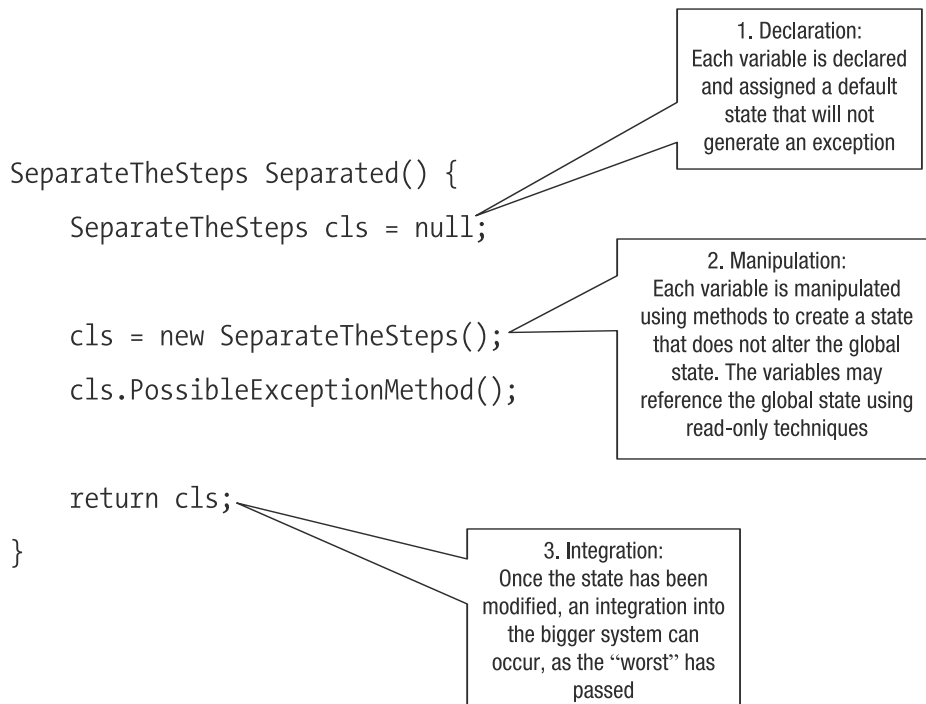 1. Declaration:
Each variable is declared
and assigned a default
state that will not
generate an exception
SeparateTheSteps Separated() {
SeparateTheSteps cls = null;
2. Manipulation:
Each variable is manipulated
using methods to create a state
that does not alter the global
state. The variables may
reference the global state using
read-only techniques
cls = new SeparateTheSteps();
cls.PossibleExceptionMethod();
return cls;
}
3. Integration:
Once the state has been
modified, an integration into
the bigger system can
occur, as the “worst” has
passed